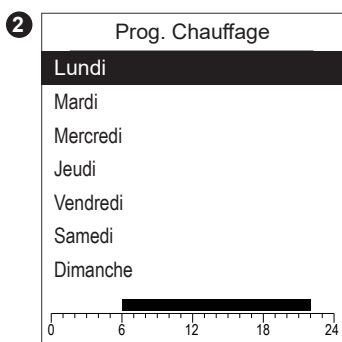 2
Prog. Chauffage
Lundi
Mardi
Mercredi
Jeudi
Vendredi
Samedi
Dimanche
0 6 12 18 24